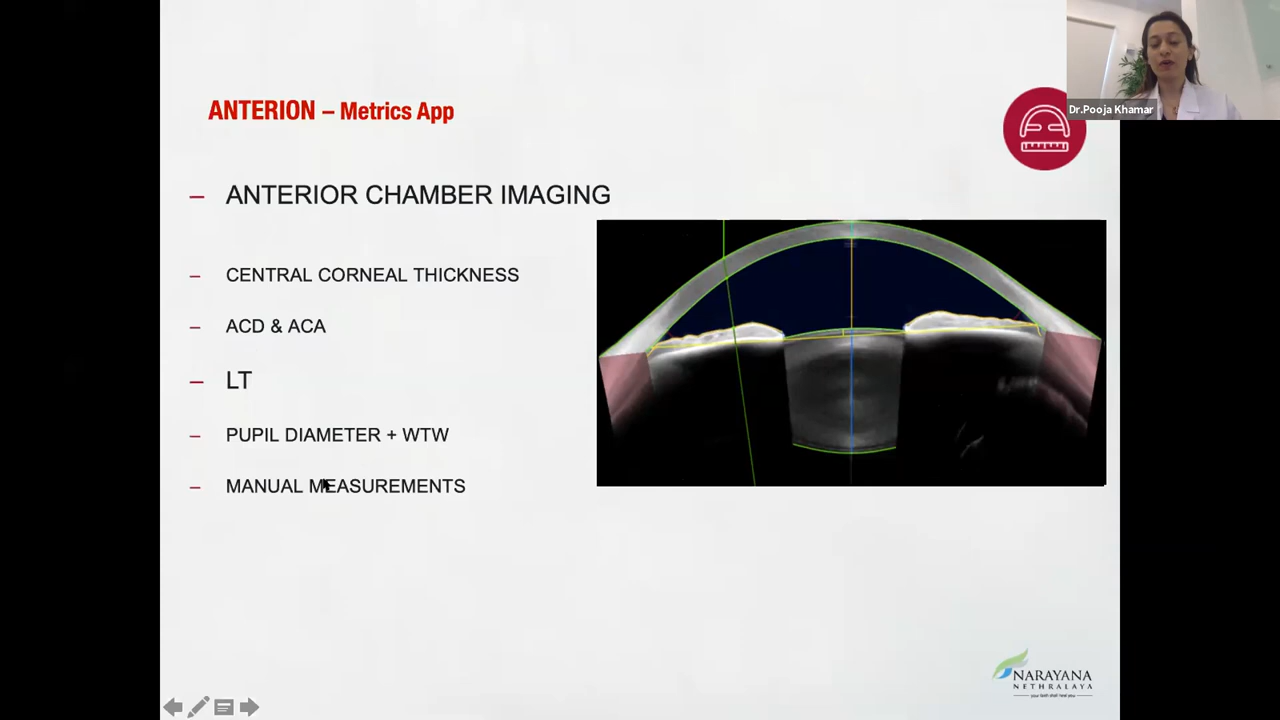 Dr.Pooja Khamar
ANTERION – Metrics App
– ANTERIOR CHAMBER IMAGING
– CENTRAL CORNEAL THICKNESS
– ACD & ACA
– LT
– PUPIL DIAMETER + WTW
– MANUAL MEASUREMENTS
NARAYANA
NETHRALAYA